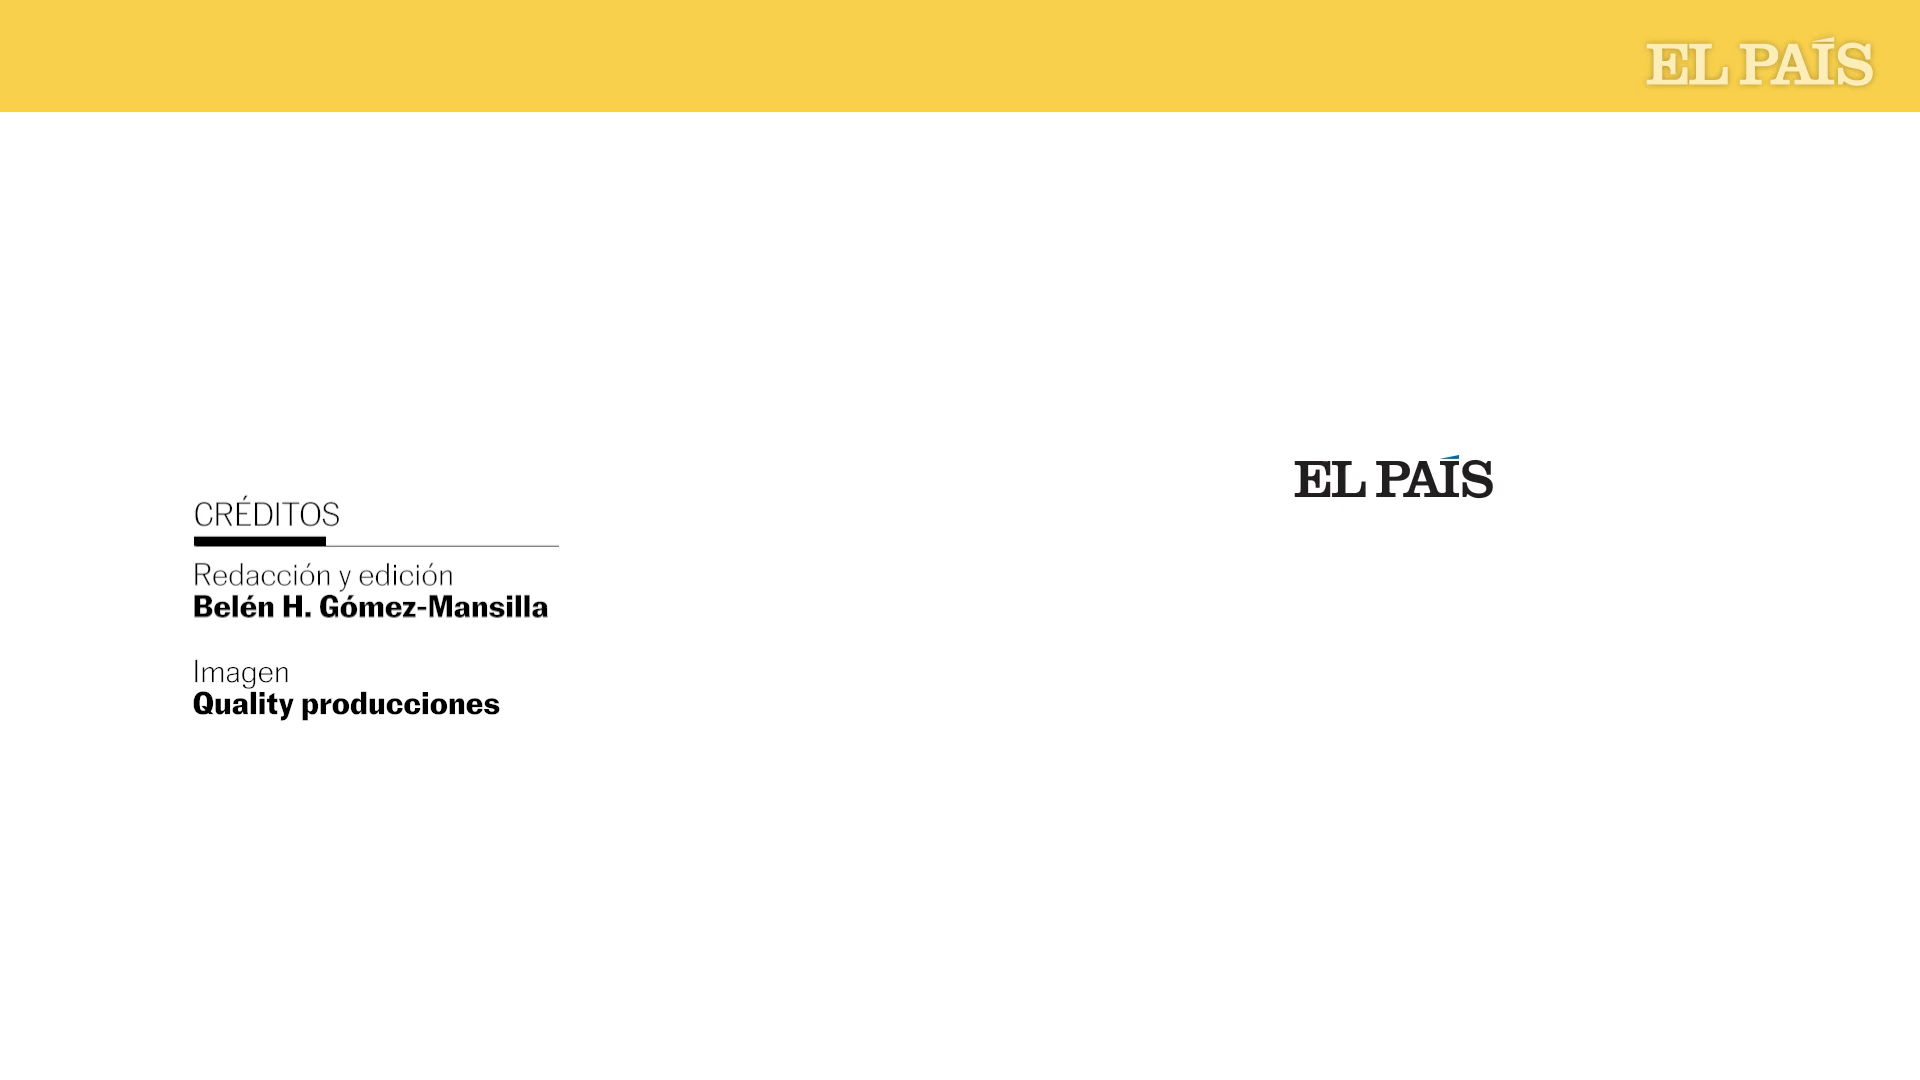 EL PAÍS
EL PAÍS
CRÉDITOS
Redacción y edición
Belén H. Gómez-Mansilla
Imagen
Quality producciones